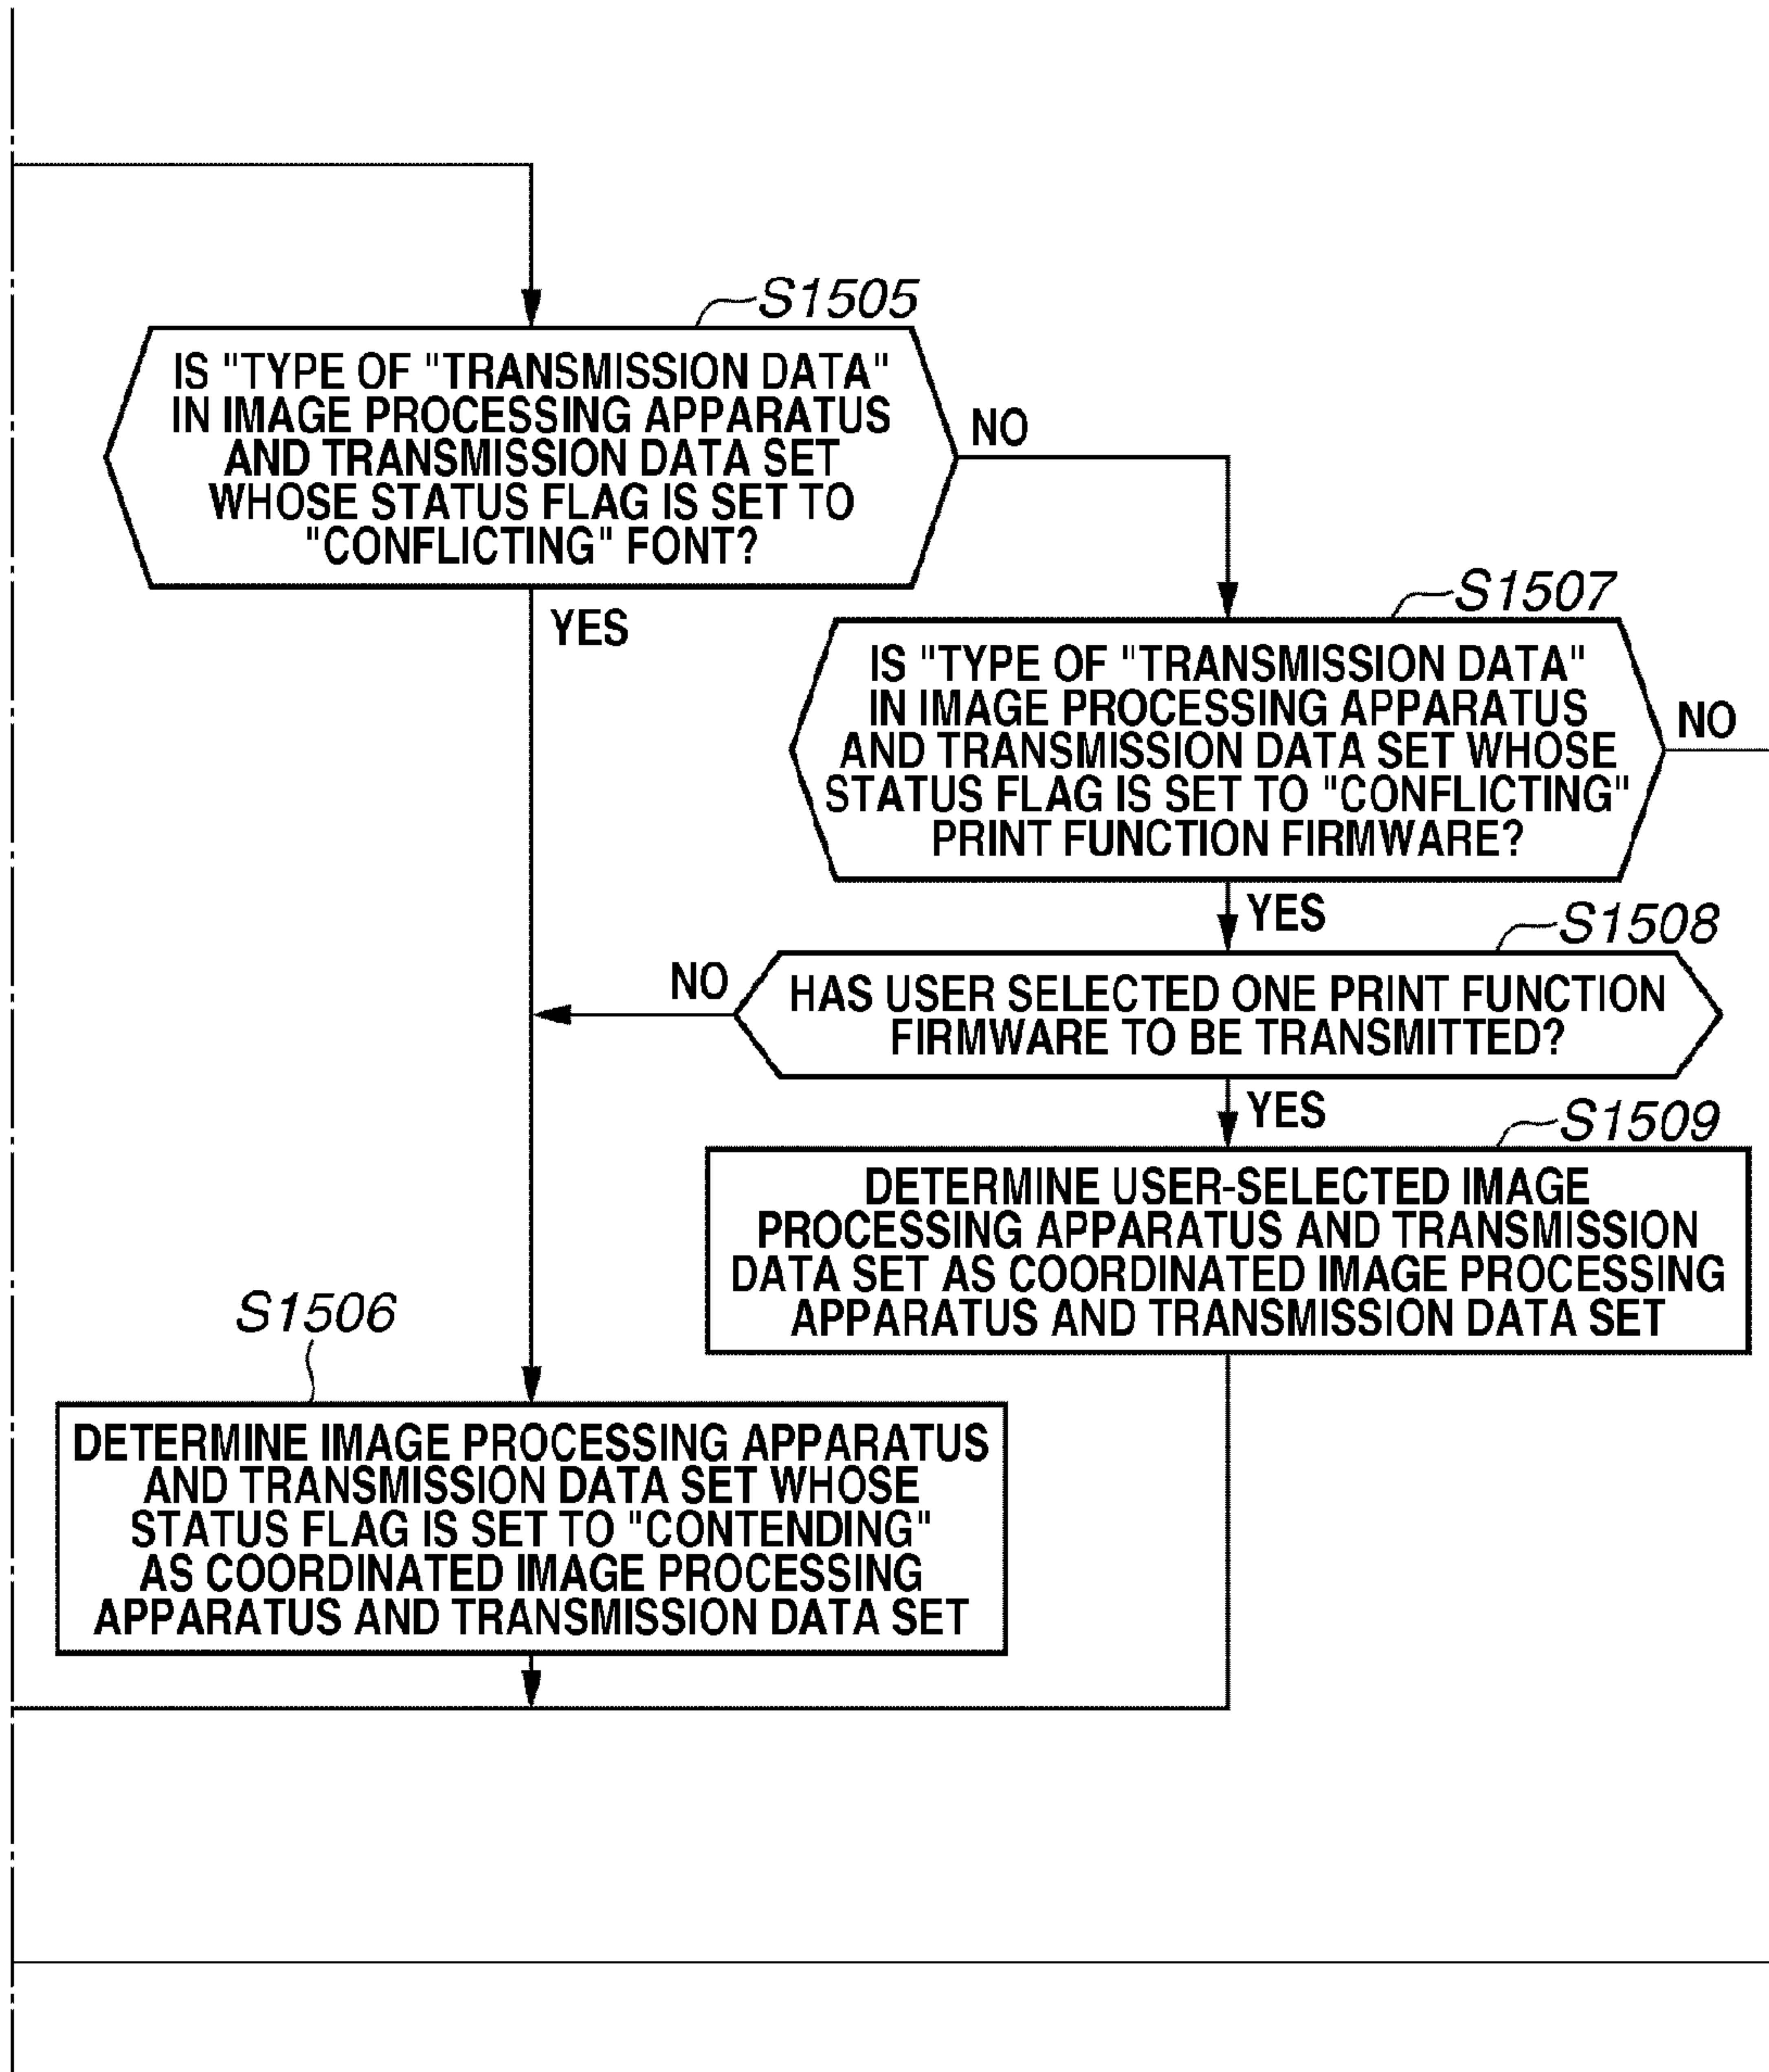 S1505
IS "TYPE OF "TRANSMISSION DATA"
IN IMAGE PROCESSING APPARATUS
AND TRANSMISSION DATA SET
WHOSE STATUS FLAG IS SET TO
"CONFLICTING" FONT?
NO
YES
S1507
IS "TYPE OF "TRANSMISSION DATA"
IN IMAGE PROCESSING APPARATUS
AND TRANSMISSION DATA SET WHOSE
STATUS FLAG IS SET TO "CONFLICTING"
PRINT FUNCTION FIRMWARE?
NO
YES
S1508
NO
HAS USER SELECTED ONE PRINT FUNCTION
FIRMWARE TO BE TRANSMITTED?
YES
S1509
DETERMINE USER-SELECTED IMAGE
PROCESSING APPARATUS AND TRANSMISSION
DATA SET AS COORDINATED IMAGE PROCESSING
APPARATUS AND TRANSMISSION DATA SET
S1506
DETERMINE IMAGE PROCESSING APPARATUS
AND TRANSMISSION DATA SET WHOSE
STATUS FLAG IS SET TO "CONTENDING"
AS COORDINATED IMAGE PROCESSING
APPARATUS AND TRANSMISSION DATA SET